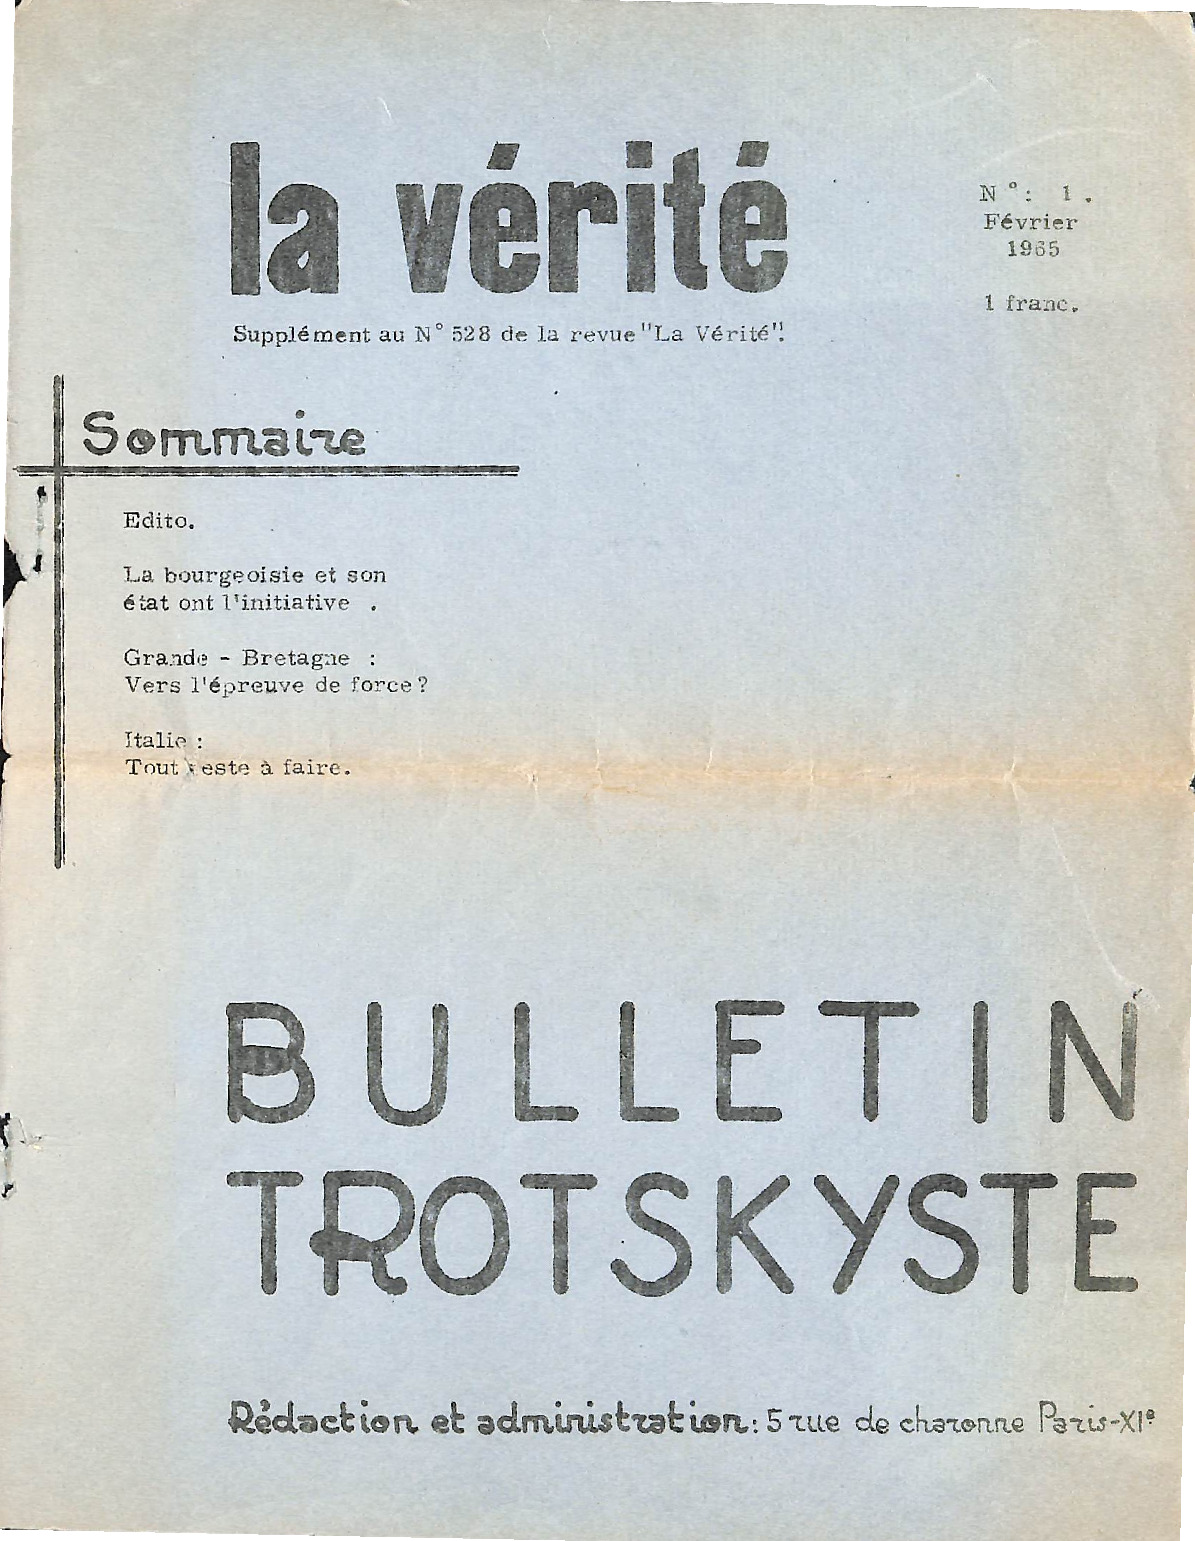 la vérité
N°: 1.
Février
1965
1 franc.
Supplément au N° 528 de la revue "La Vérité".
Sommaire
Edito.
La bourgeoisie et son
état ont l'initiative .
Grande - Bretagne :
Vers l'épreuve de force ?
Italie :
Tout reste à faire.
BULLETIN
TROTSKYSTE
Rédaction et administration: 5 rue de charonne Paris-XIe